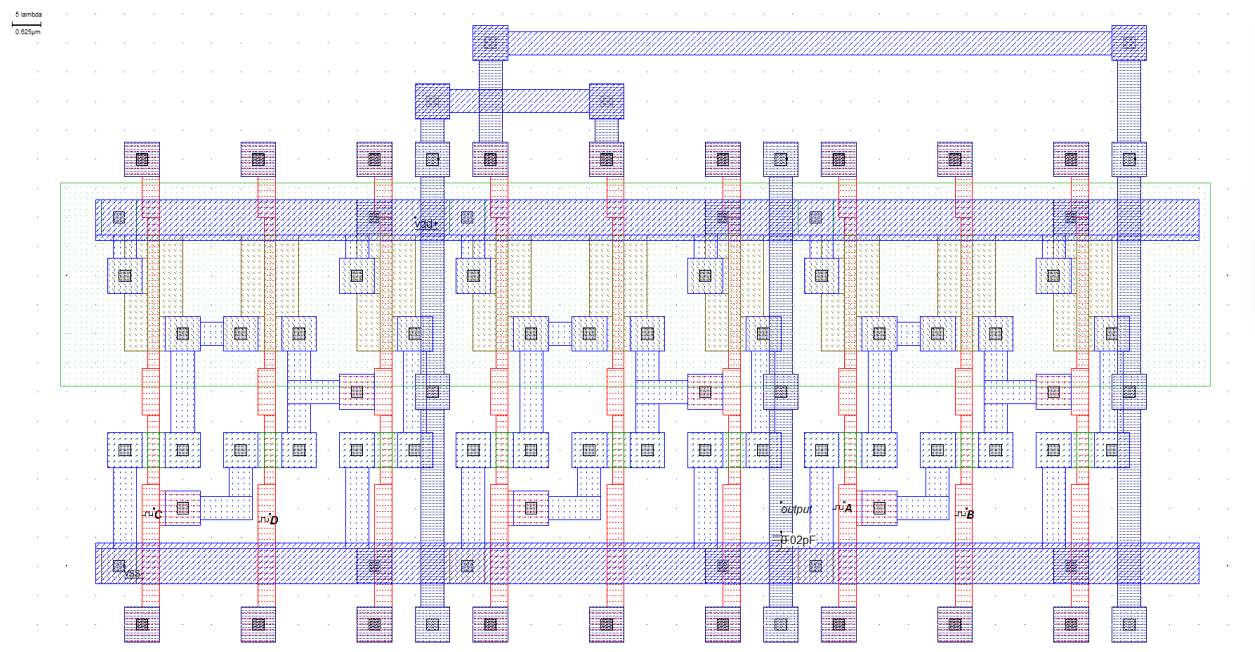 5 lambda
0.625µm
vdd+
C
D
output
A
B
0.02pF
vss-